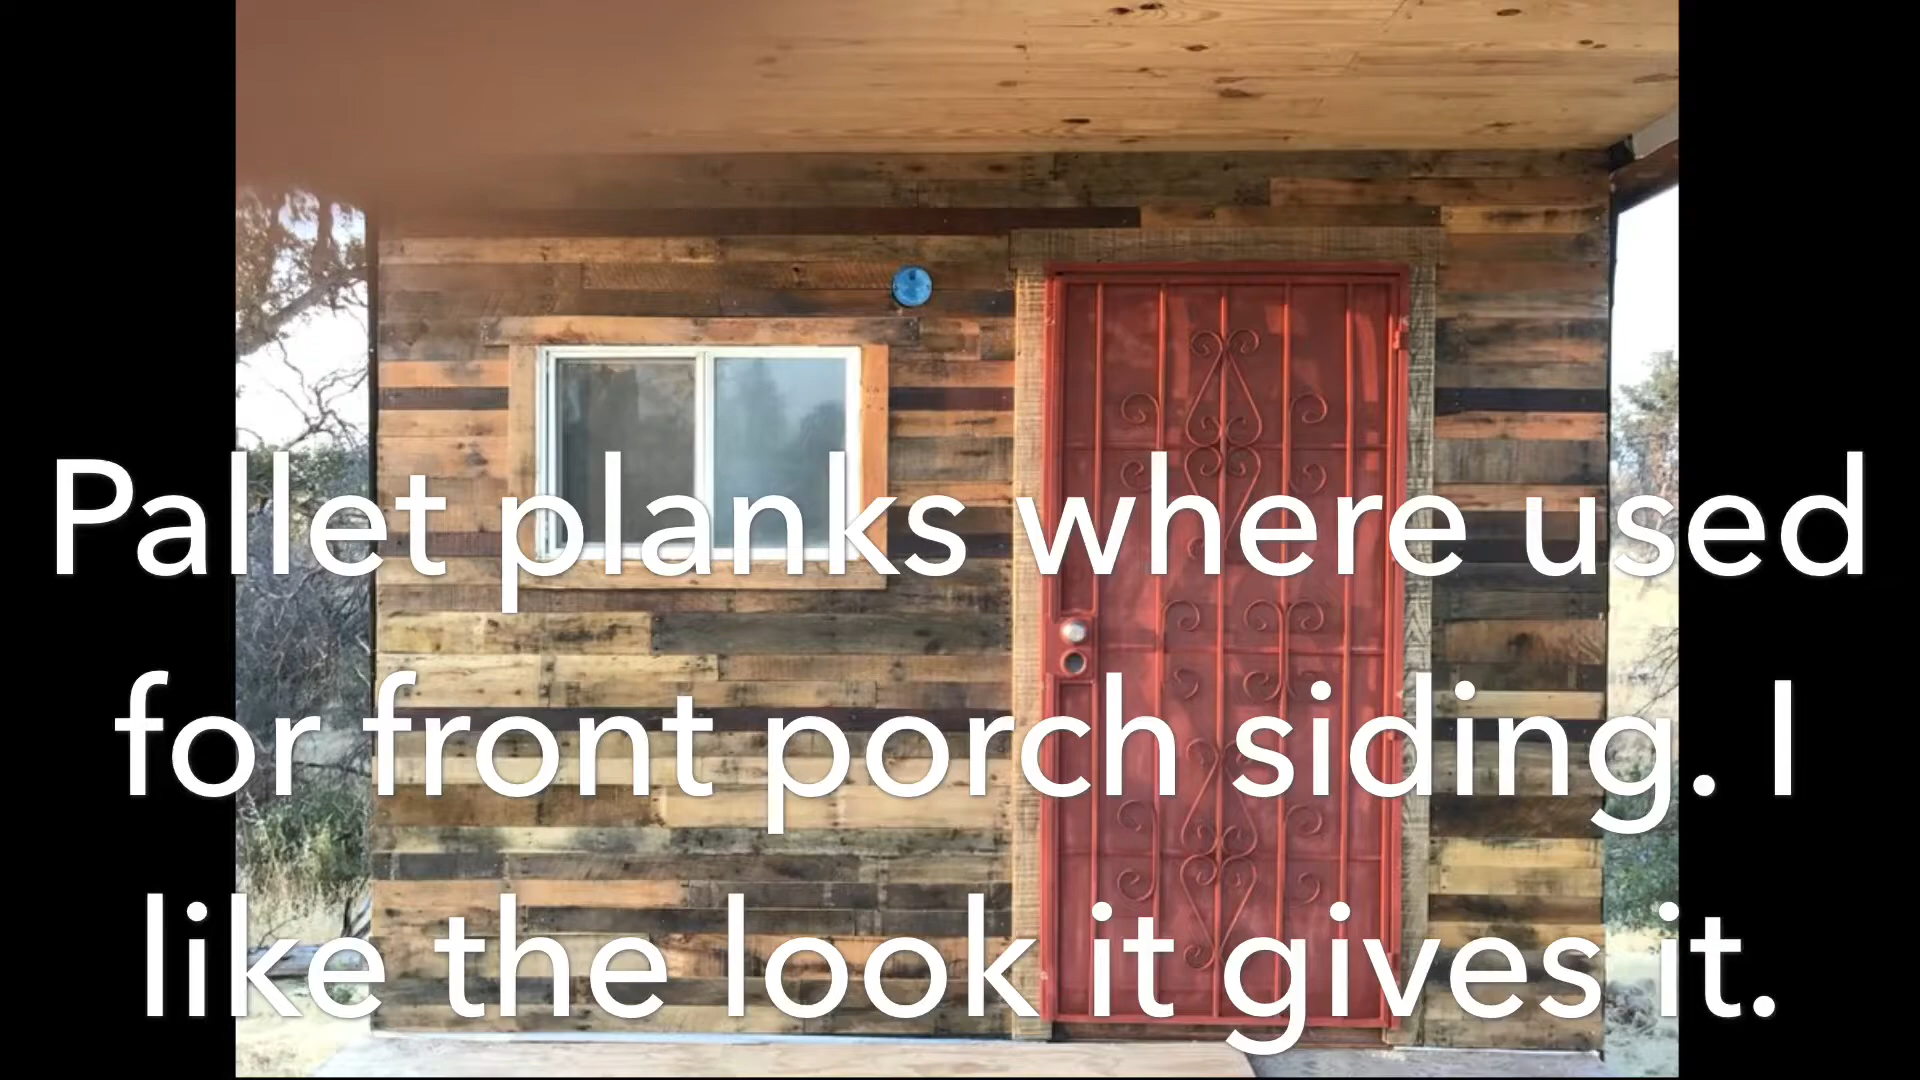 Pallet planks where used
for front porch siding. I
like the look it gives it.